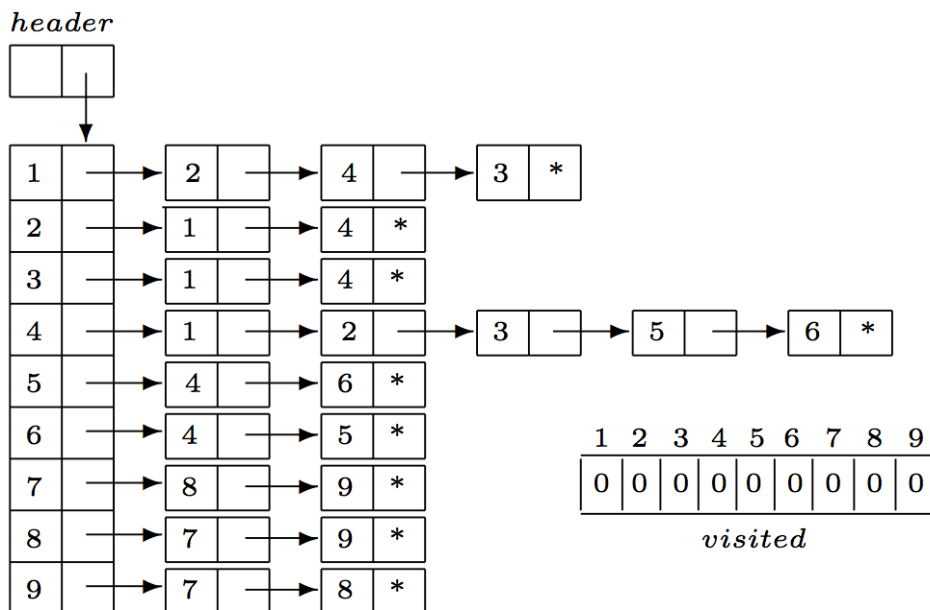 header
1 2 4 3 *
2 1 4 *
3 1 4 *
4 1 2 3 5 6 *
5 4 6 *
6 4 5 *
7 8 9 *
8 7 9 *
9 7 8 *
1 2 3 4 5 6 7 8 9
0 0 0 0 0 0 0 0 0
visited